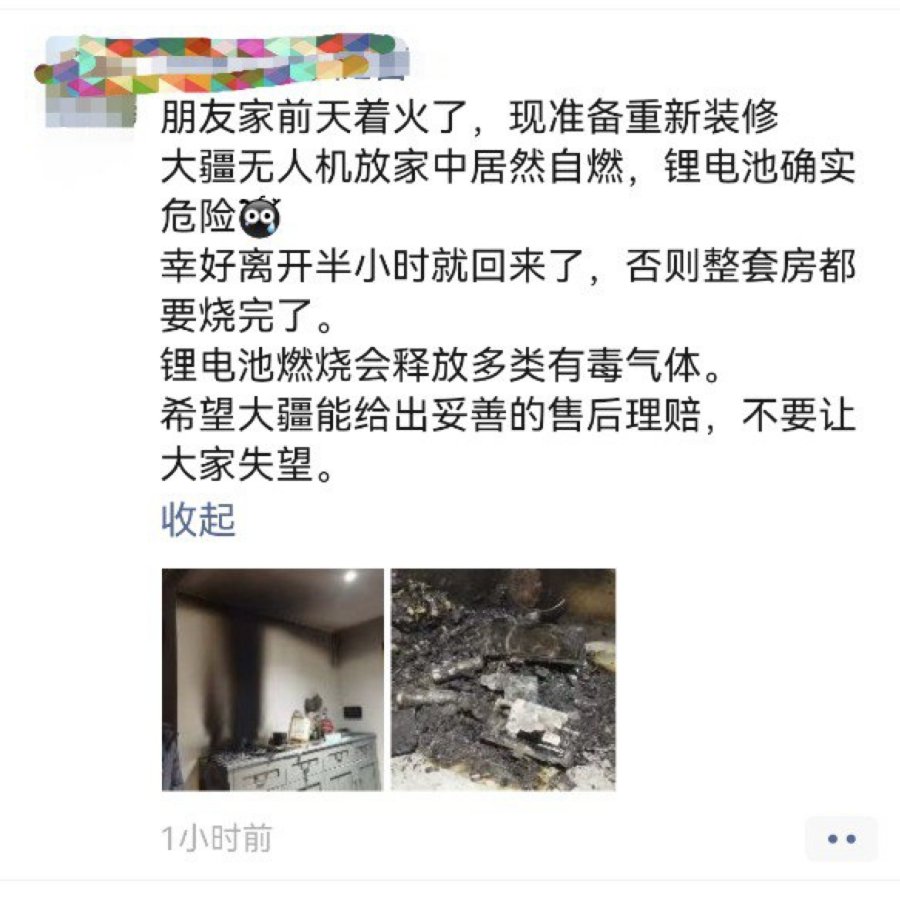 朋友家前天着火了，现准备重新装修
大疆无人机放家中居然自燃，锂电池确实
危险
幸好离开半小时就回来了，否则整套房都
要烧完了。
锂电池燃烧会释放多类有毒气体。
希望大疆能给出妥善的售后理赔，不要让
大家失望。
收起
1小时前